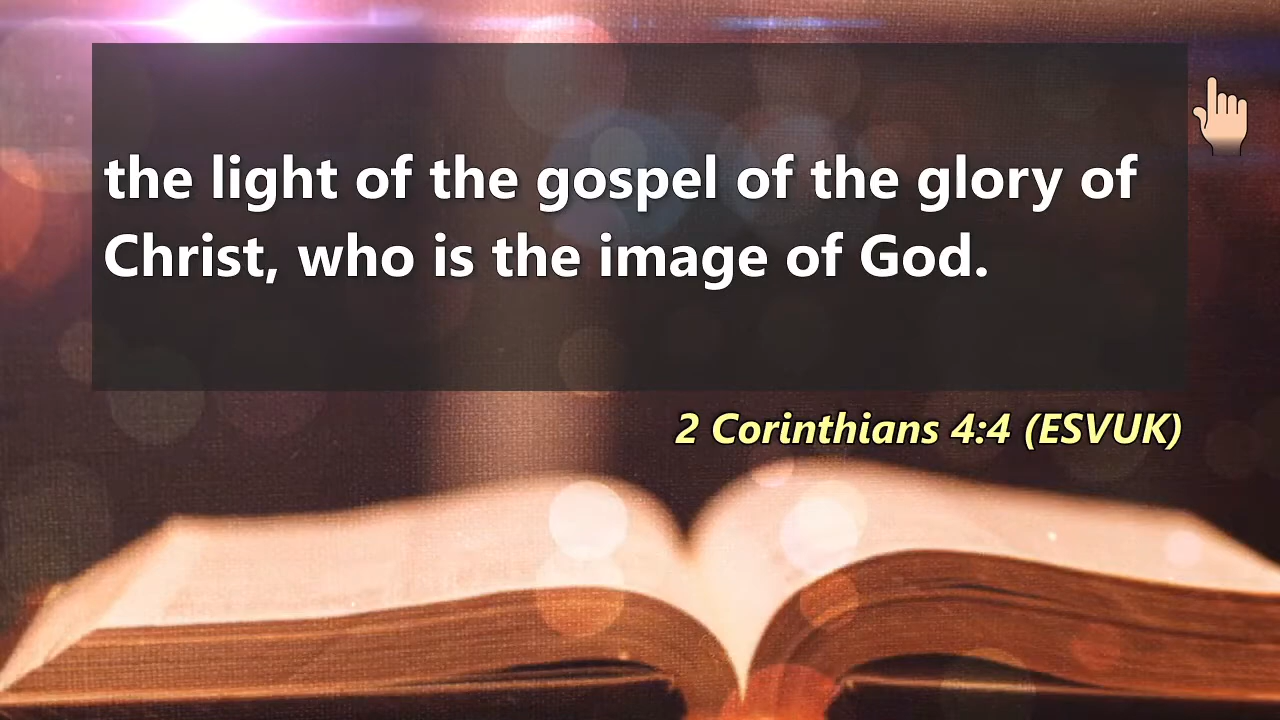 the light of the gospel of the glory of
Christ, who is the image of God.
2 Corinthians 4:4 (ESVUK)